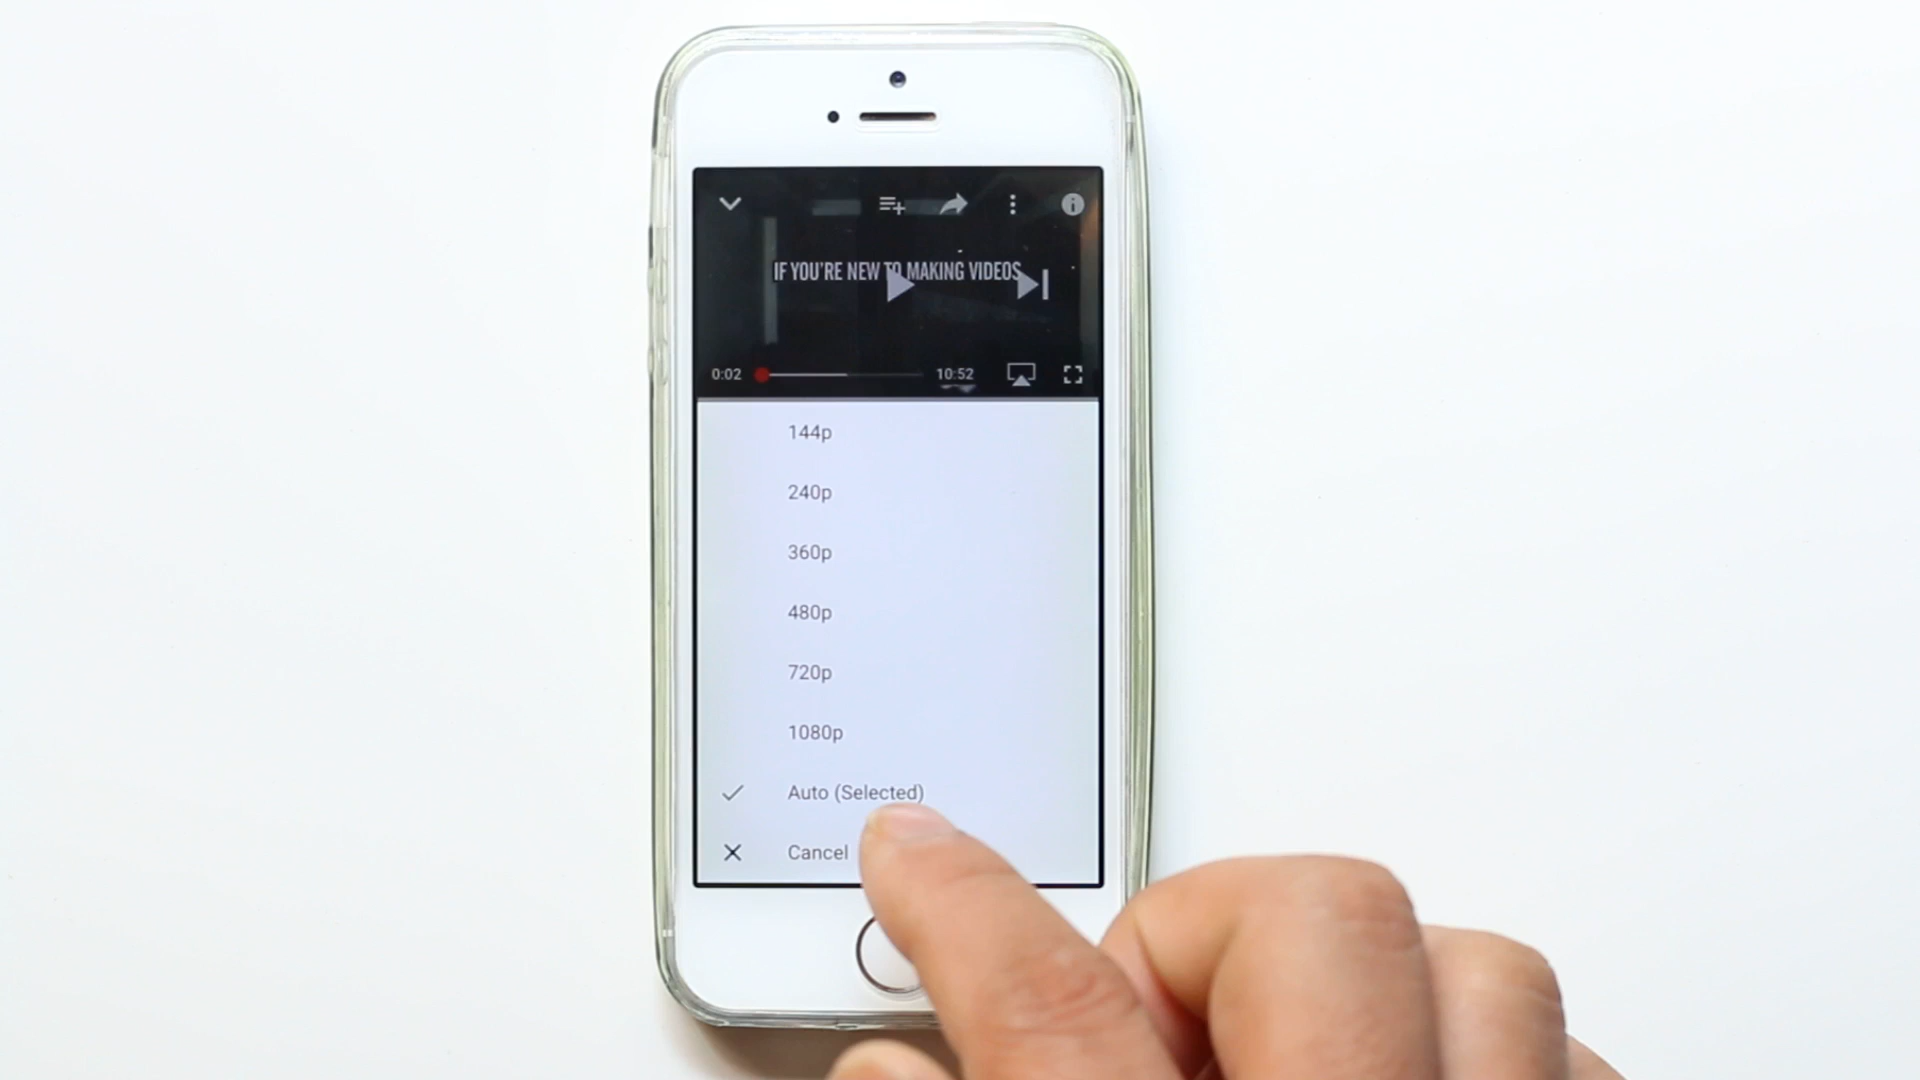 IF YOU'RE NEW TO MAKING VIDEOS
0:02
10:52
144p
240p
360p
480p
720p
1080p
Auto (Selected)
Cancel